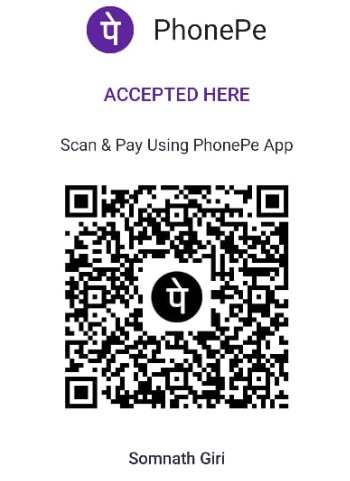 पे PhonePe
ACCEPTED HERE
Scan & Pay Using PhonePe App
पे
Somnath Giri